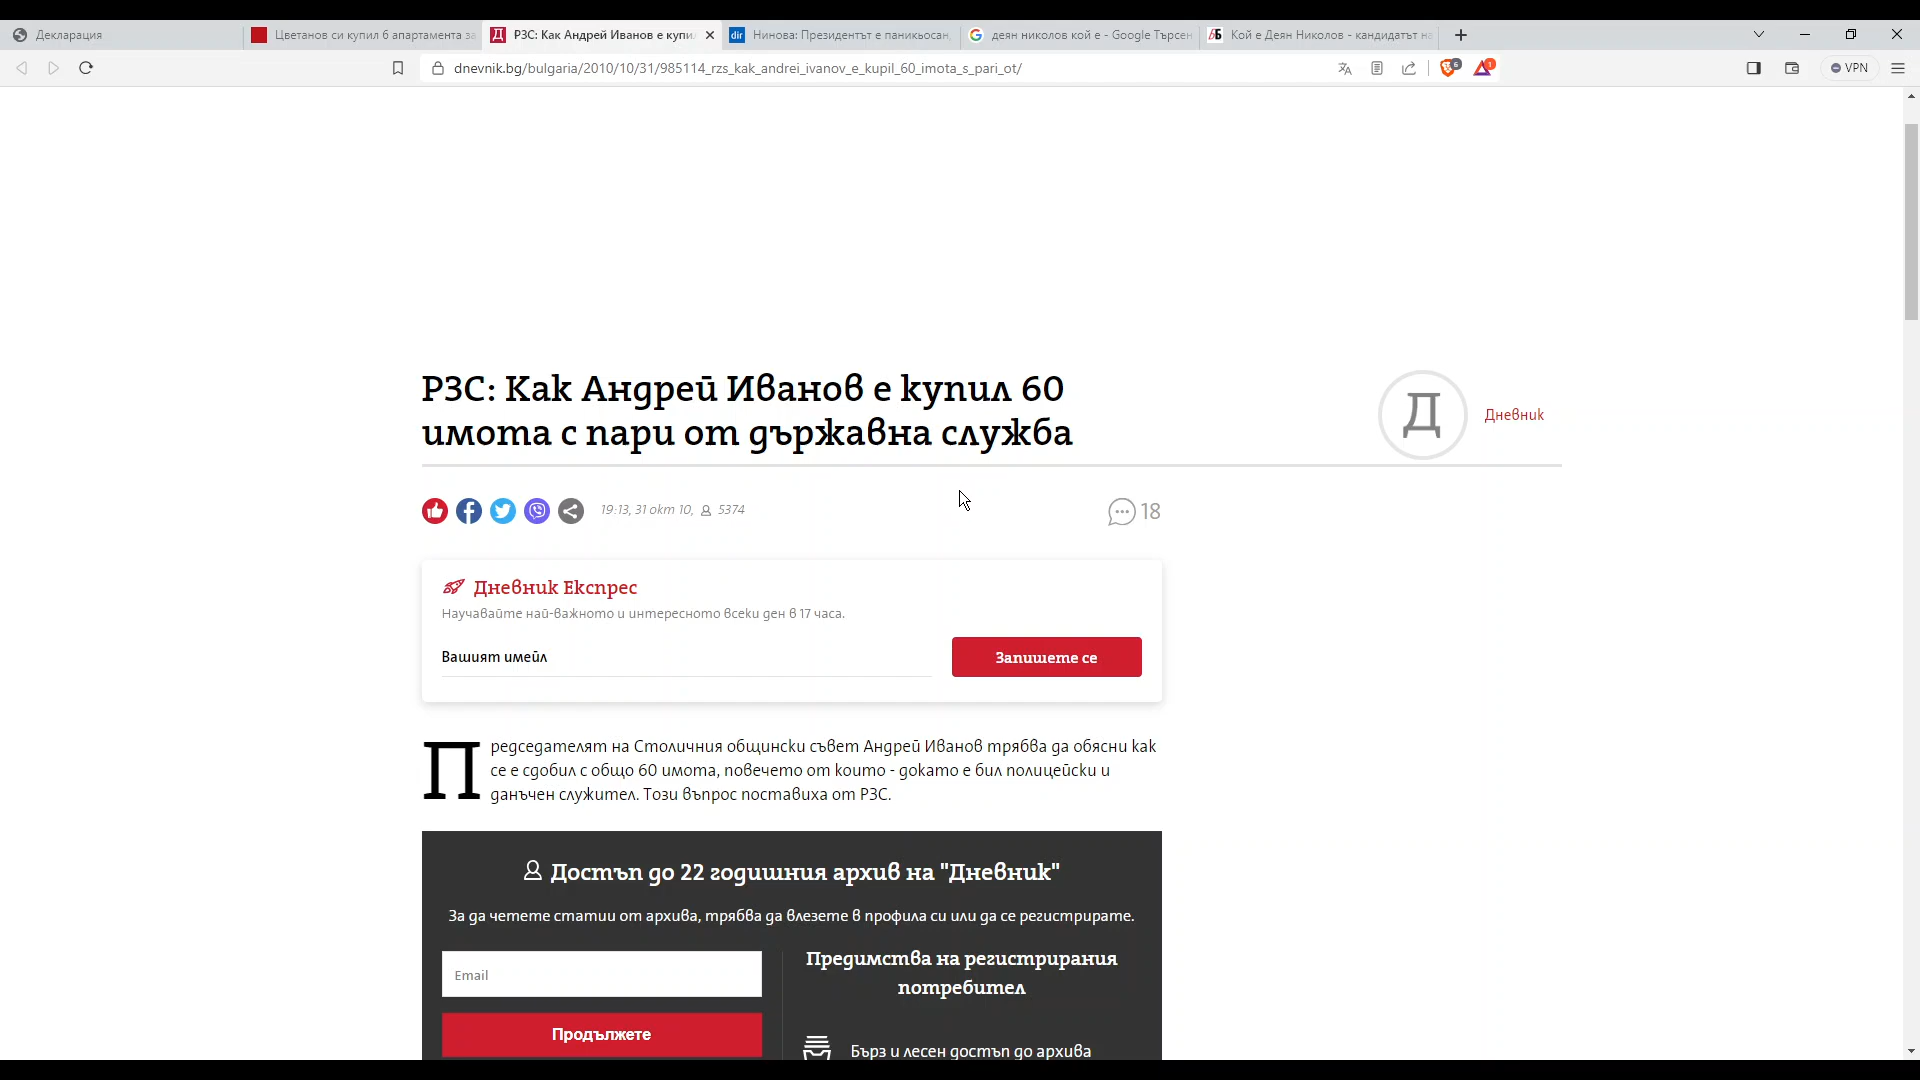 Декларация
Цветанов си купил 6 апартамента за
РЗС: Как Андрей Иванов е купил
Нинова: Президентът е паникьосан,
деян николов кой е - Google Търсен
Кой е Деян Николов - кандидатът на
dnevnik.bg/bulgaria/2010/10/31/985114_rzs_kak_andrei_ivanov_e_kupil_60_imota_s_pari_ot/
6
1
VPN
РЗС: Как Андрей Иванов е купил 60
имота с пари от държавна служба
Д
Дневник
19:13, 31 окт 10, 5374
18
Дневник Експрес
Научавайте най-важното и интересното всеки ден в 17 часа.
Вашият имейл
Запишете се
Председателят на Столичния общински съвет Андрей Иванов трябва да обясни как
се е сдобил с общо 60 имота, повечето от които - докато е бил полицейски и
данъчен служител. Този въпрос поставиха от РЗС.
Достъп до 22 годишния архив на "Дневник"
За да четете статии от архива, трябва да влезете в профила си или да се регистрирате.
Email
Продължете
Предимства на регистрирания
потребител
Бърз и лесен достъп до архива